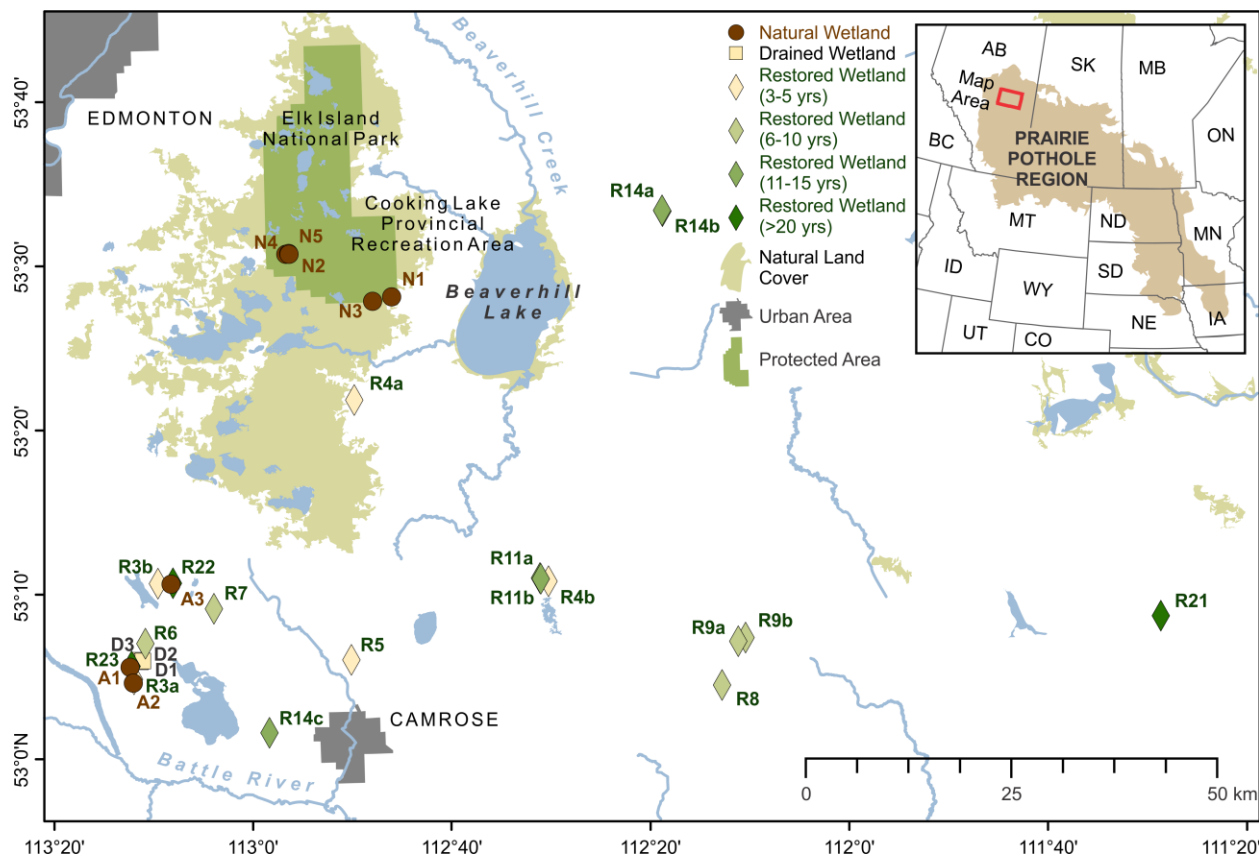 53°40'
53°30'
53°20'
53°10'
53°0'N
113°20'
113°0'
112°40'
112°20'
112°0'
111°40'
111°20'
EDMONTON
Elk Island
National Park
Beaverhill Creek
Cooking Lake
Provincial
Recreation Area
N4
N5
N2
N1
N3
Beaverhill
Lake
R14a
R14b
R4a
R3b
R22
A3
R7
R11a
R11b
R4b
R6
D3
D2
D1
R23
A1
R3a
A2
R5
R9a
R9b
R8
R21
R14c
CAMROSE
Battle River
Natural Wetland
Drained Wetland
Restored Wetland
(3-5 yrs)
Restored Wetland
(6-10 yrs)
Restored Wetland
(11-15 yrs)
Restored Wetland
(>20 yrs)
Natural Land
Cover
Urban Area
Protected Area
AB
SK
MB
Map
Area
ON
BC
PRAIRIE
POTHOLE
REGION
MT
ND
MN
ID
SD
WY
NE
IA
UT
CO
0
25
50 km